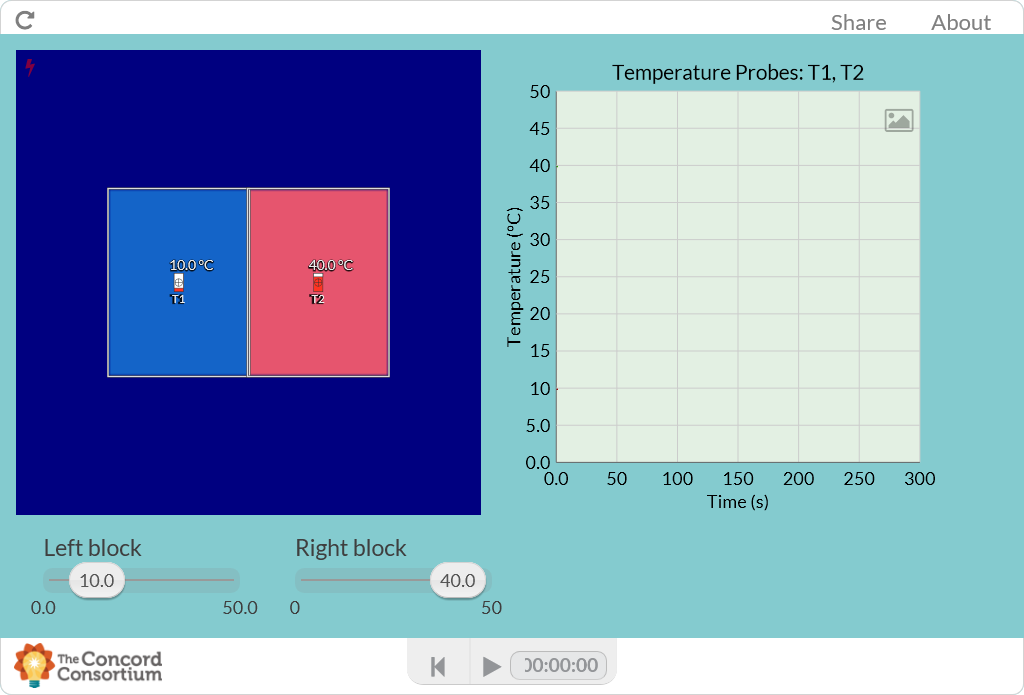 Share About
Temperature Probes: T1, T2
50
45
40
35
30
25
20
15
10
5.0
0.0
Temperature (°C)
0.0 50 100 150 200 250 300
Time (s)
10.0 °C
T1
40.0 °C
T2
Left block
10.0
0.0 50.0
Right block
40.0
0 50
The Concord
Consortium
00:00:00